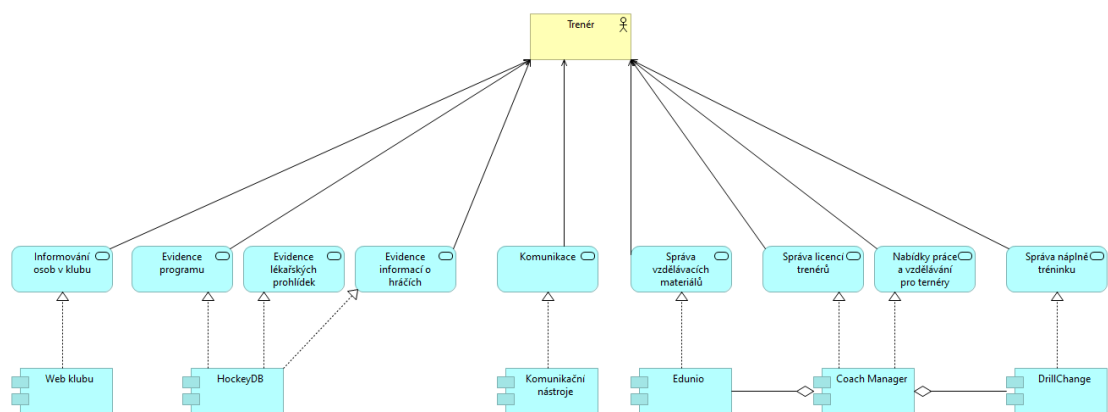 Trenér
Informování
osob v klubu
Evidence
programu
Evidence
lékařských
prohlídek
Evidence
informací o
hráčích
Komunikace
Správa
vzdělávacích
materiálů
Správa licencí
trenérů
Nabídky práce
a vzdělávání
pro ternéry
Správa náplně
tréninku
Web klubu
HockeyDB
Komunikační
nástroje
Edunio
Coach Manager
DrillChange